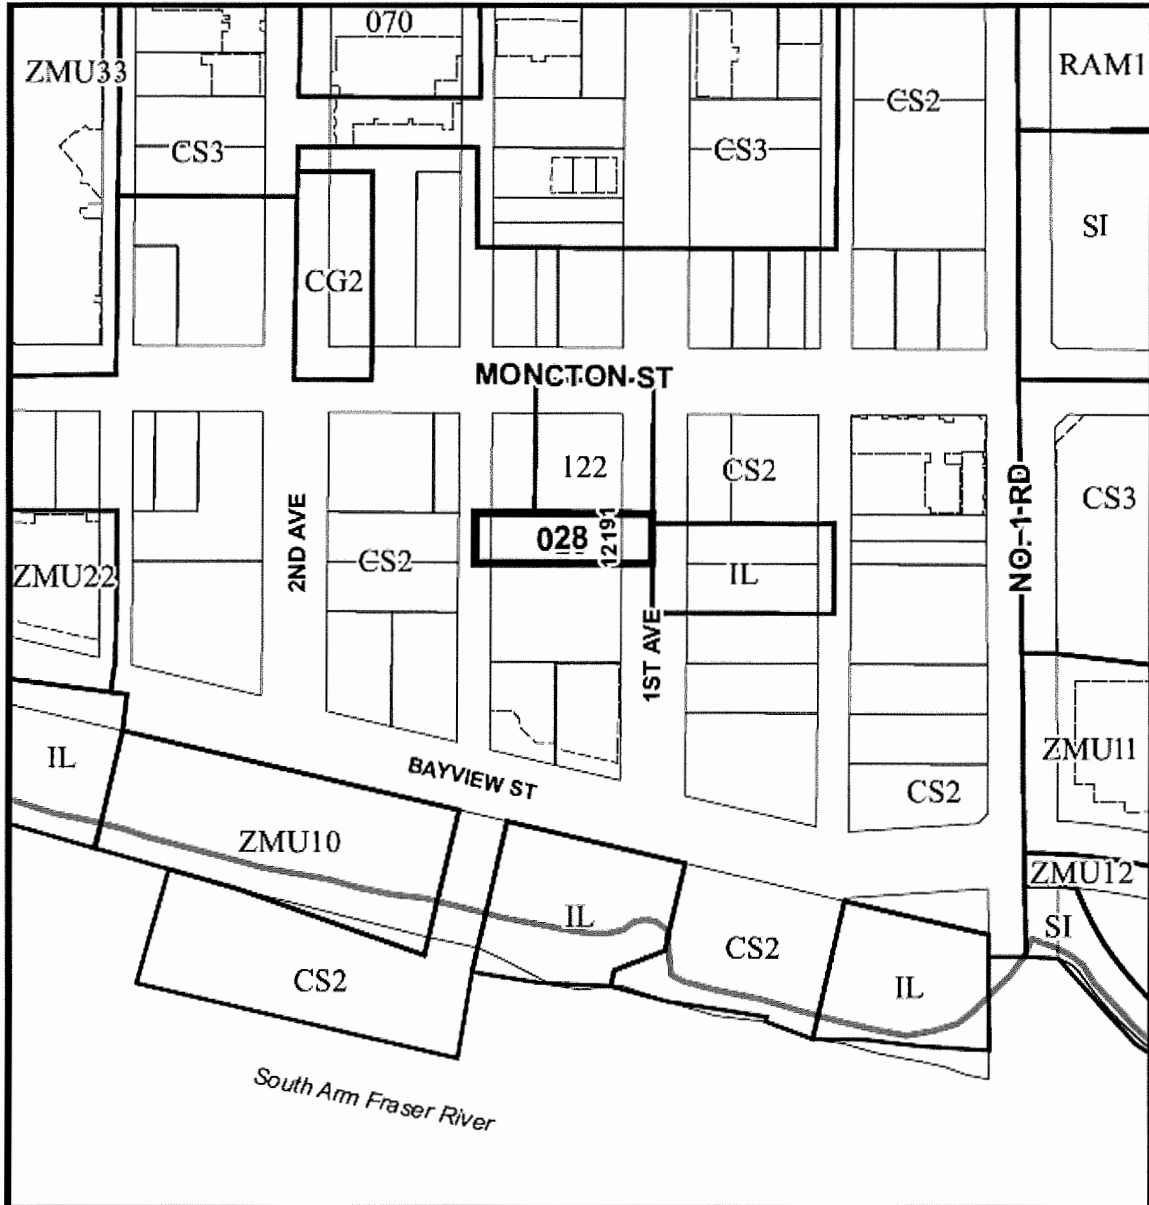 070
ZMU33
RAM1
CS2
CS3
CS3
SI
CG2
MONCTON ST
122
CS2
CS3
NO. 1 RD
2ND AVE
028
12191
CS2
IL
ZMU22
1ST AVE
ZMU11
IL
BAYVIEW ST
CS2
ZMU10
ZMU12
IL
CS2
SI
CS2
IL
South Arm Fraser River